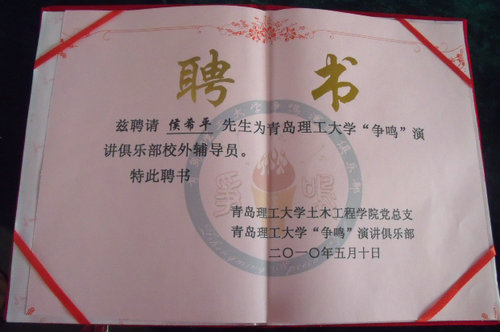 聘书
兹聘请 侯希平 先生为青岛理工大学“争鸣”演
讲俱乐部校外辅导员。
特此聘书
青岛理工大学土木工程学院党总支
青岛理工大学“争鸣”演讲俱乐部
二〇一〇年五月十日